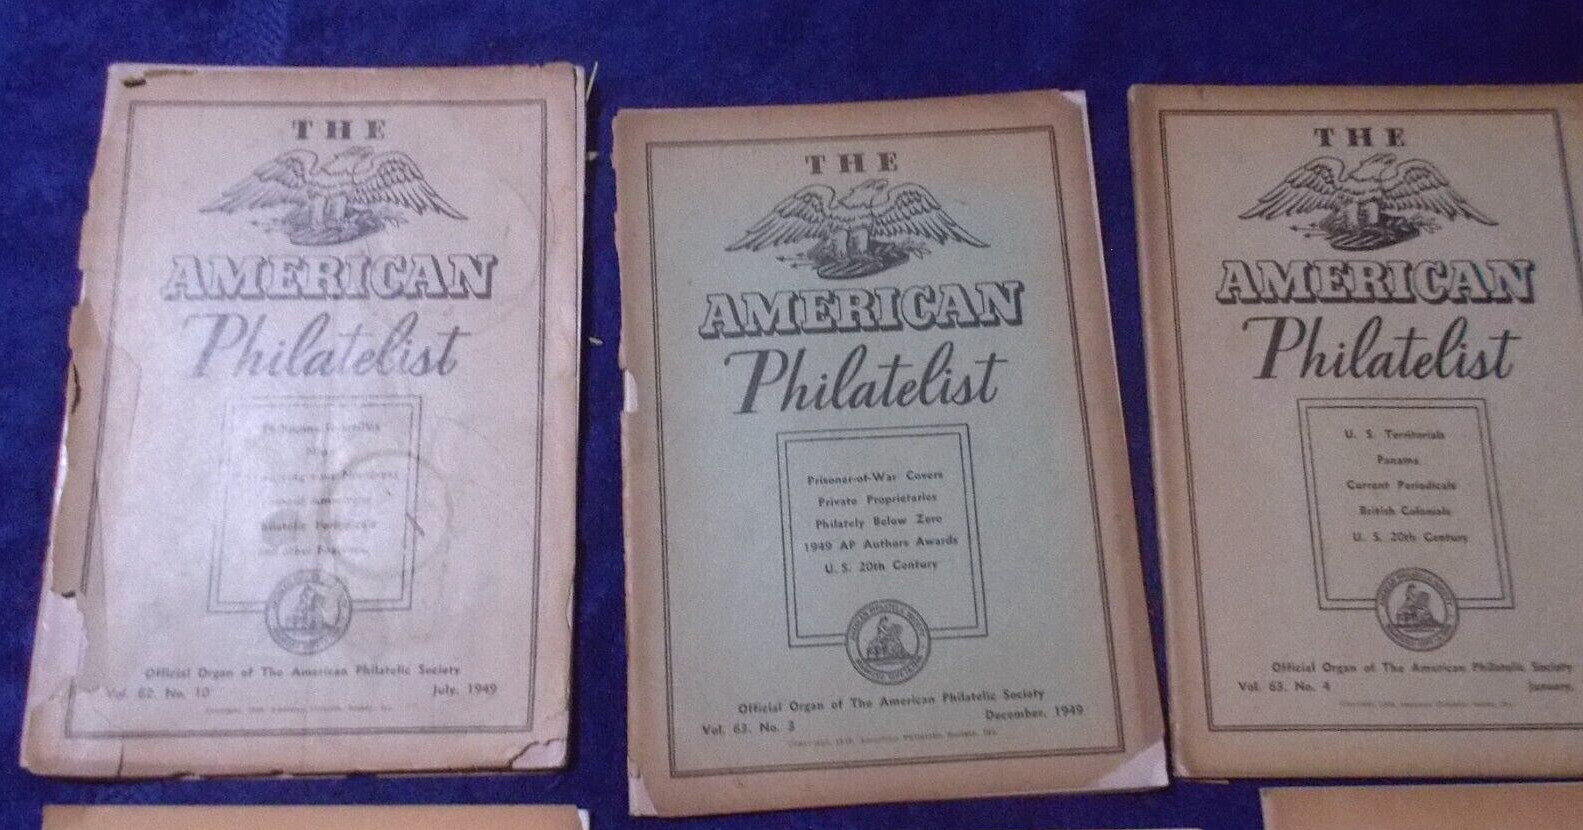 THE
AMERICAN
Philatelist
and other Features
Official Organ of The American Philatelic Society
Vol. 62. No. 10
July, 1949
THE
AMERICAN
Philatelist
Prisoner-of-War Covers
Private Proprietaries
Philately Below Zero
1949 AP Authors Awards
U. S. 20th Century
Official Organ of The American Philatelic Society
Vol. 63. No. 3
December, 1949
THE
AMERICAN
Philatelist
U. S. Territorials
Panama
Current Periodicals
British Colonials
U. S. 20th Century
Official Organ of The American Philatelic Society
Vol. 63. No. 4
January,